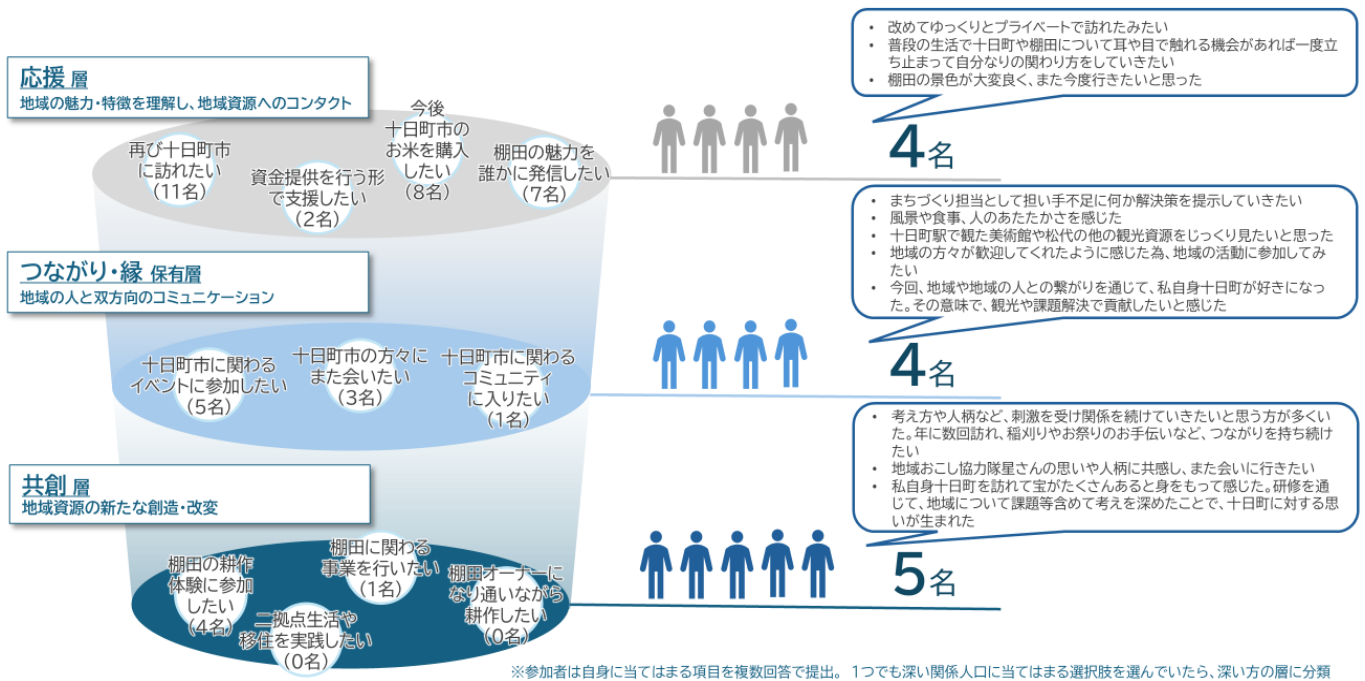 応援 層
地域の魅力・特徴を理解し、地域資源へのコンタクト
再び十日町市
に訪れたい
(11名)
資金提供を行う形
で支援したい
(2名)
今後
十日町市の
お米を購入
したい
(8名)
棚田の魅力を
誰かに発信したい
(7名)
4名
• 改めてゆっくりとプライベートで訪れたみたい
• 普段の生活で十日町や棚田について耳や目で触れる機会があれば一度立
ち止まって自分なりの関わり方をしていきたい
• 棚田の景色が大変良く、また今度行きたいと思った
つながり・縁 保有層
地域の人と双方向のコミュニケーション
十日町市に関わる
イベントに参加したい
(5名)
十日町市の方々に
また会いたい
(3名)
十日町市に関わる
コミュニティ
に入りたい
(1名)
4名
• まちづくり担当として担い手不足に何か解決策を提示していきたい
• 風景や食事、人のあたたかさを感じた
• 十日町駅で観た美術館や松代の他の観光資源をじっくり見たいと思った
• 地域の方々が歓迎してくれたように感じた為、地域の活動に参加してみ
たい
• 今回、地域や地域の人との繋がりを通じて、私自身十日町が好きになっ
た。その意味で、観光や課題解決で貢献したいと感じた
共創 層
地域資源の新たな創造・改変
棚田の耕作
体験に参加
したい
(4名)
二拠点生活や
移住を実践したい
(0名)
棚田に関わる
事業を行いたい
(1名)
棚田オーナーに
なり通いながら
耕作したい
(0名)
5名
• 考え方や人柄など、刺激を受け関係を続けていきたいと思う方が多くい
た。年に数回訪れ、稲刈りやお祭りのお手伝いなど、つながりを持ち続け
たい
• 地域おこし協力隊星さんの思いや人柄に共感し、また会いに行きたい
• 私自身十日町を訪れて宝がたくさんあると身をもって感じた。研修を通
じて、地域について課題等含めて考えを深めたことで、十日町に対する思
いが生まれた
※参加者は自身に当てはまる項目を複数回答で提出。 1つでも深い関係人口に当てはまる選択肢を選んでいたら、深い方の層に分類